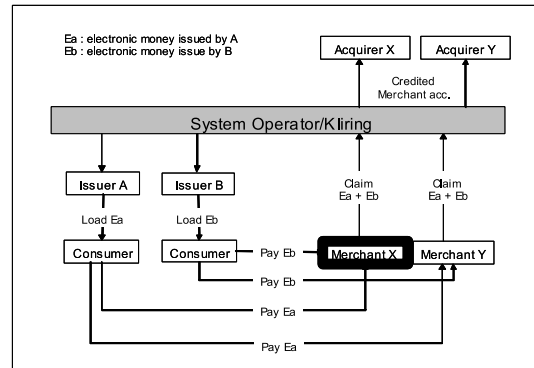 Ea : electronic money issued by A
Eb : electronic money issue by B
Acquirer X
Acquirer Y
Credited
Merchant acc.
System Operator/Kliring
Issuer A
Issuer B
Claim
Ea + Eb
Claim
Ea + Eb
Load Ea
Load Eb
Consumer
Consumer
Pay Eb
Merchant X
Merchant Y
Pay Eb
Pay Ea
Pay Ea